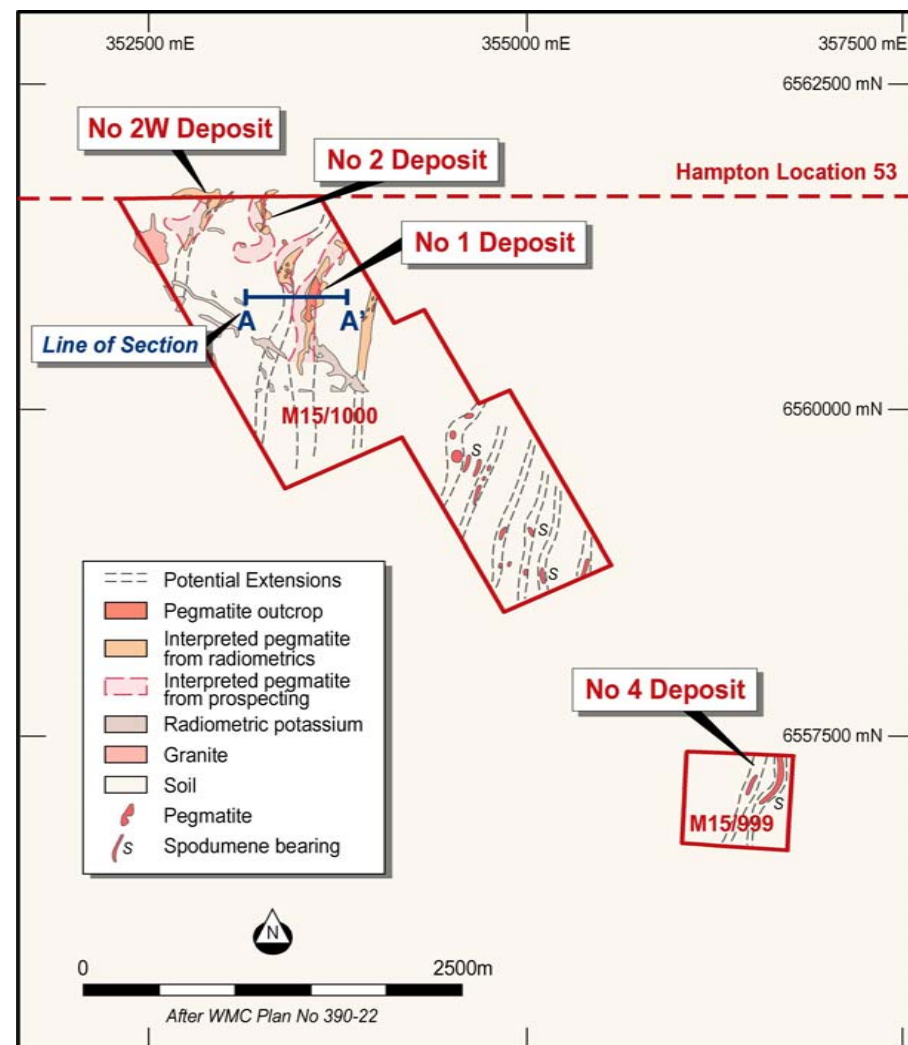 352500 mE
355000 mE
357500 mE
6562500 mN
No 2W Deposit
No 2 Deposit
Hampton Location 53
No 1 Deposit
A
A'
Line of Section
6560000 mN
M15/1000
S
S
S
Potential Extensions
Pegmatite outcrop
Interpreted pegmatite
from radiometrics
Interpreted pegmatite
from prospecting
Radiometric potassium
Granite
Soil
Pegmatite
S
Spodumene bearing
No 4 Deposit
6557500 mN
M15/999
S
N
0
2500m
After WMC Plan No 390-22